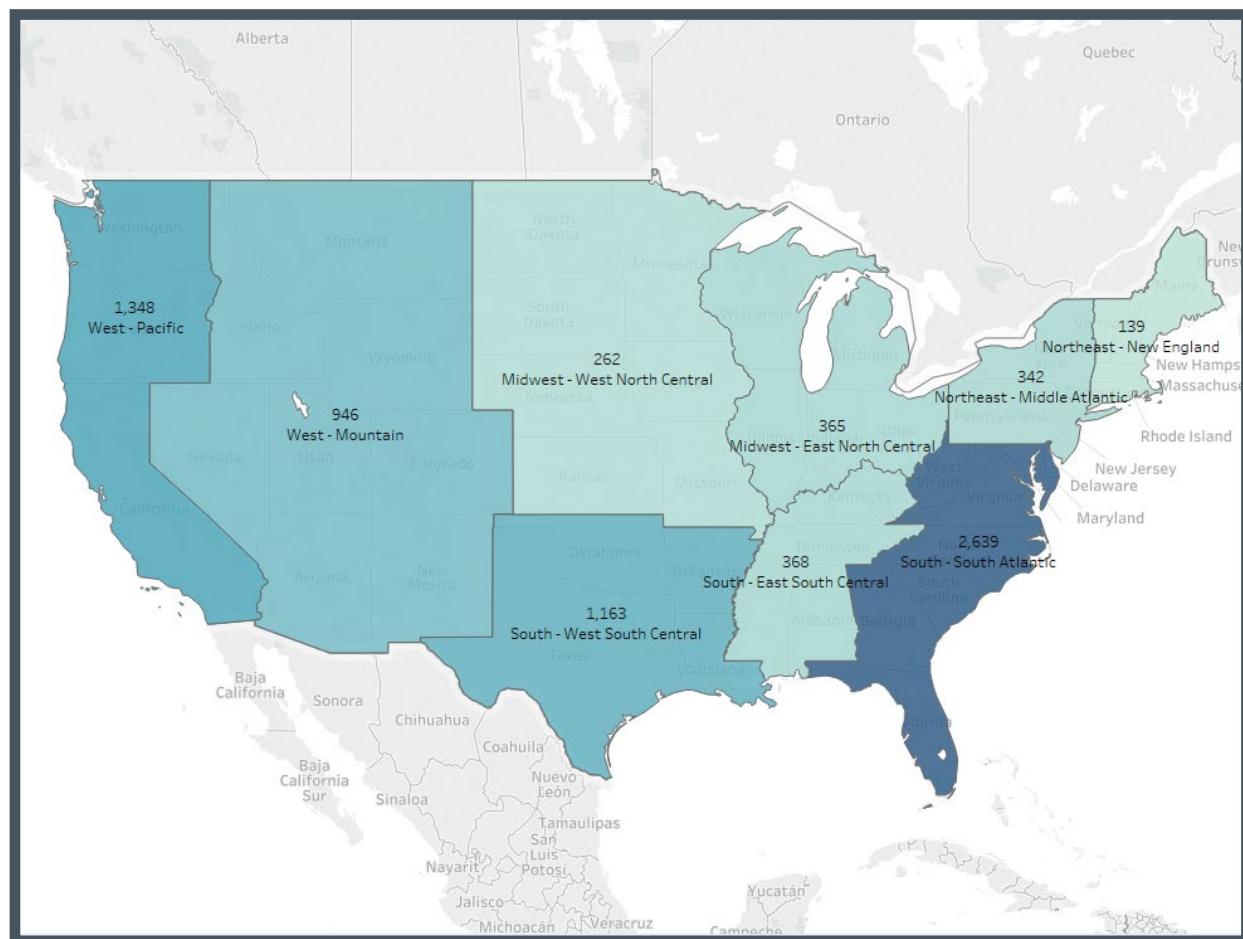 Alberta
Quebec
Ontario
Washington
Montana
North
Dakota
Minnesota
1,348
West - Pacific
Idaho
South
Dakota
Wisconsin
Maine
139
Northeast - New England
Wyoming
262
Midwest - West North Central
Michigan
New Hamps
342
Northeast - Middle Atlantic
Massachuse
Nebraska
946
West - Mountain
365
Midwest - East North Central
Ohio
Pennsylvania
Rhode Island
Nevada
Utah
Colorado
Kansas
Missouri
West
Virginia
Virginia
New Jersey
Delaware
Maryland
California
Kentucky
Arizona
New
Mexico
Oklahoma
Arkansas
Tennessee
368
South - East South Central
2,639
South - South Atlantic
South
Carolina
1,163
South - West South Central
Alabama
Georgia
Texas
Louisiana
Florida
Baja
California
Sonora
Chihuahua
Coahuila
Baja
California
Sur
Sinaloa
Nuevo
León
Tamaulipas
San
Luis
Potosí
Nayarit
Jalisco
Michoacán
Veracruz
Yucatán
Campeche